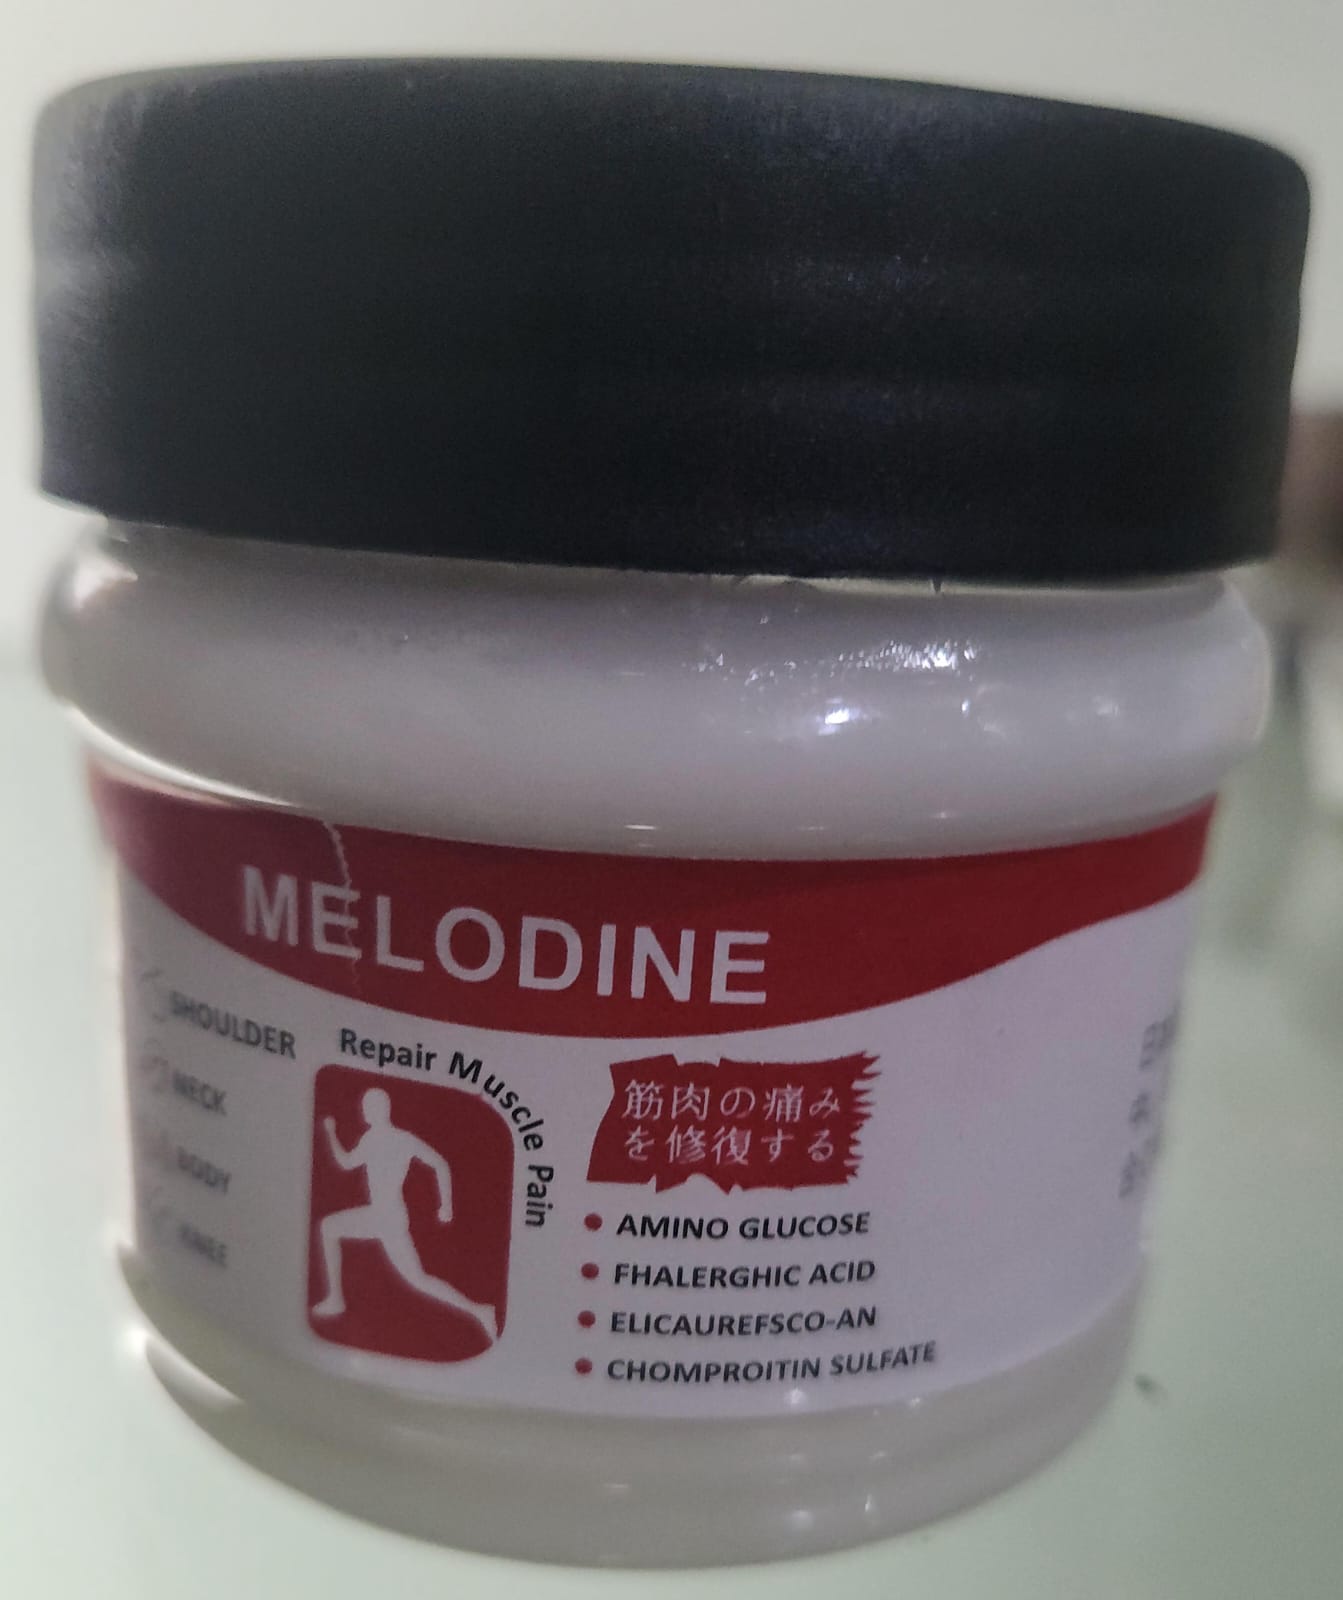 MELODINE
SHOULDER
NECK
BODY
KNEE
Repair Muscle Pain
筋肉の痛み
を修復する
AMINO GLUCOSE
FHALERGHIC ACID
ELICAUREFSCO-AN
CHOMPROITIN SULFATE